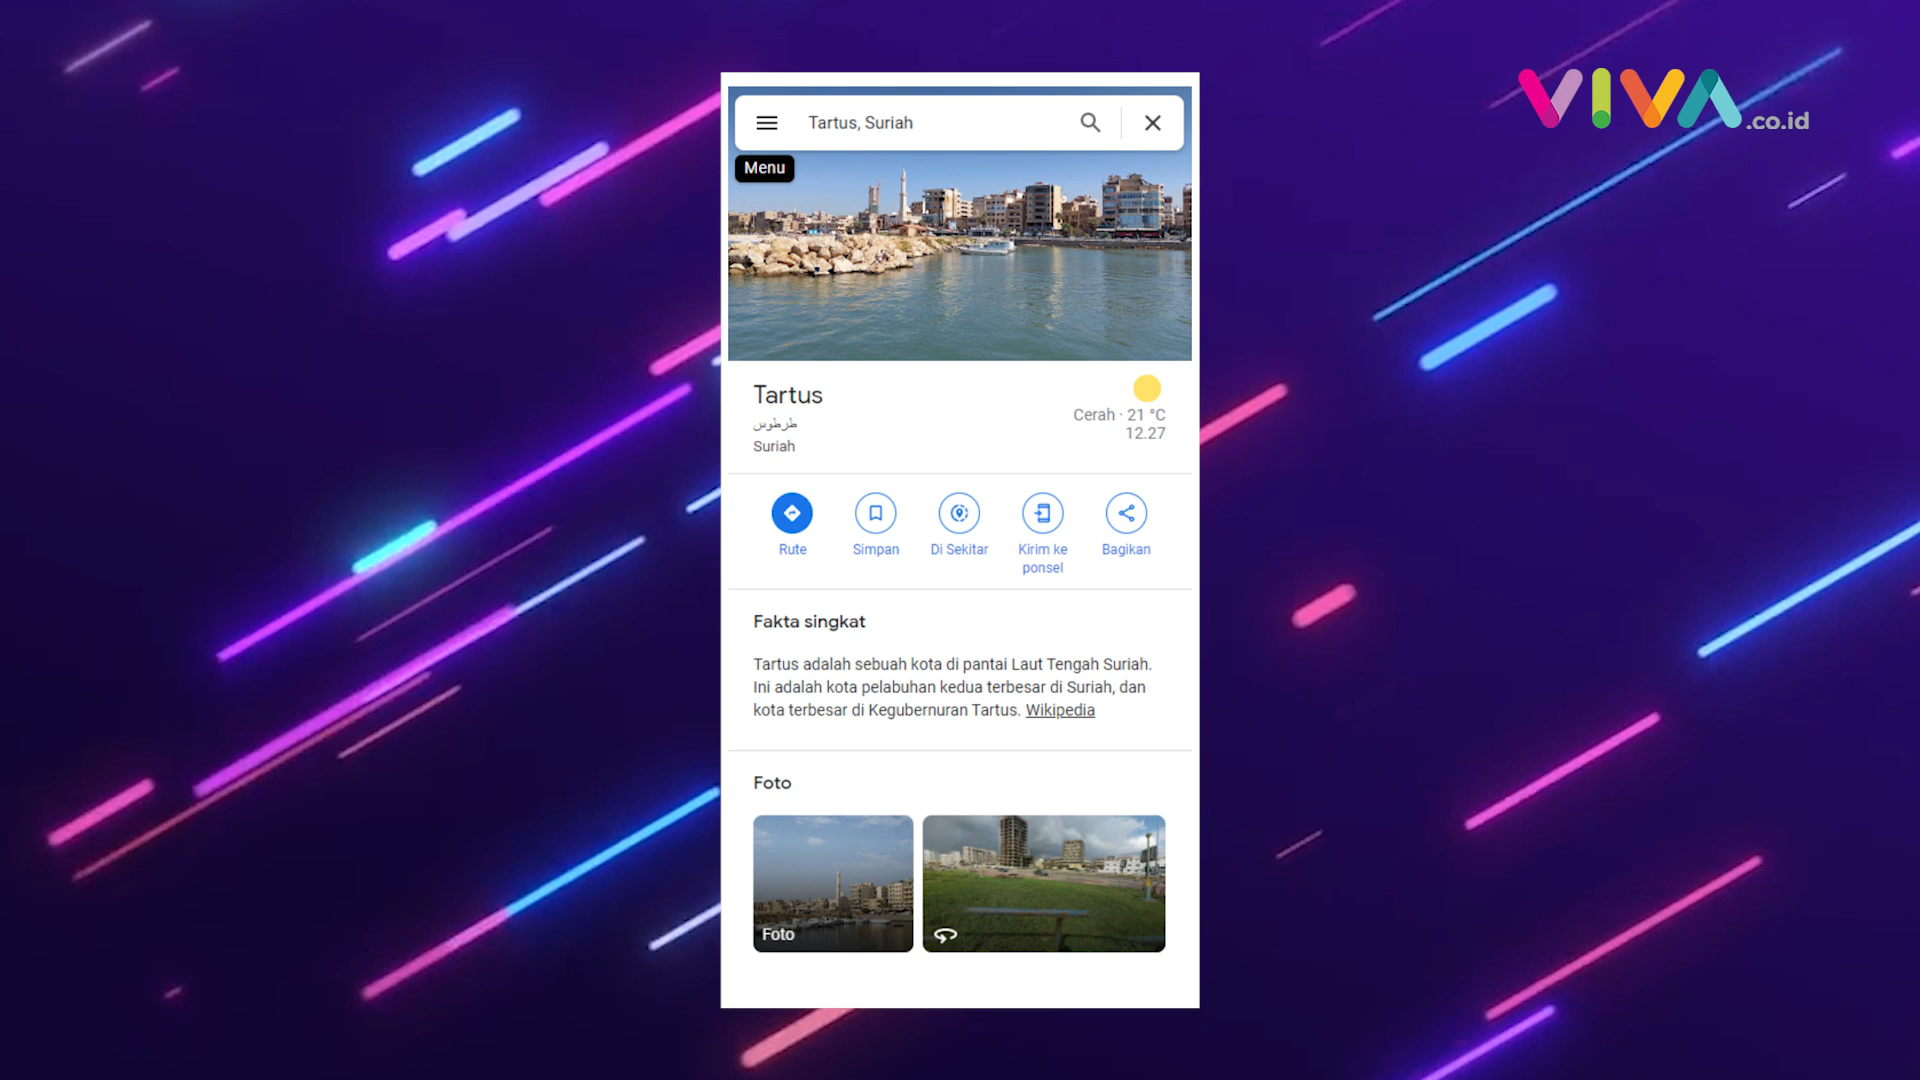 VIVA.co.id
Tartus, Suriah
Menu
Tartus
طرطوس
Suriah
Cerah · 21 °C
12.27
Rute
Simpan
Di Sekitar
Kirim ke
ponsel
Bagikan
Fakta singkat
Tartus adalah sebuah kota di pantai Laut Tengah Suriah.
Ini adalah kota pelabuhan kedua terbesar di Suriah, dan
kota terbesar di Kegubernuran Tartus. Wikipedia
Foto
Foto